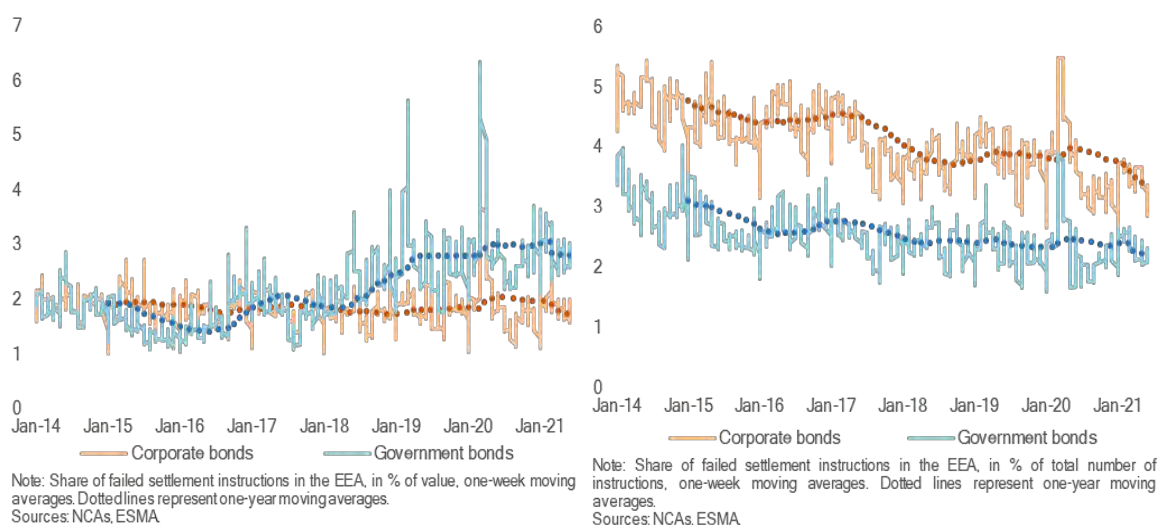 7
6
5
4
3
2
1
0
Jan-14 Jan-15 Jan-16 Jan-17 Jan-18 Jan-19 Jan-20 Jan-21
Corporate bonds Government bonds
Note: Share of failed settlement instructions in the EEA, in % of value, one-week moving
averages. Dotted lines represent one-year moving averages.
Sources: NCAs, ESMA.
6
5
4
3
2
1
0
Jan-14 Jan-15 Jan-16 Jan-17 Jan-18 Jan-19 Jan-20 Jan-21
Corporate bonds Government bonds
Note: Share of failed settlement instructions in the EEA, in % of total number of
instructions, one-week moving averages. Dotted lines represent one-year moving
averages.
Sources: NCAs, ESMA.